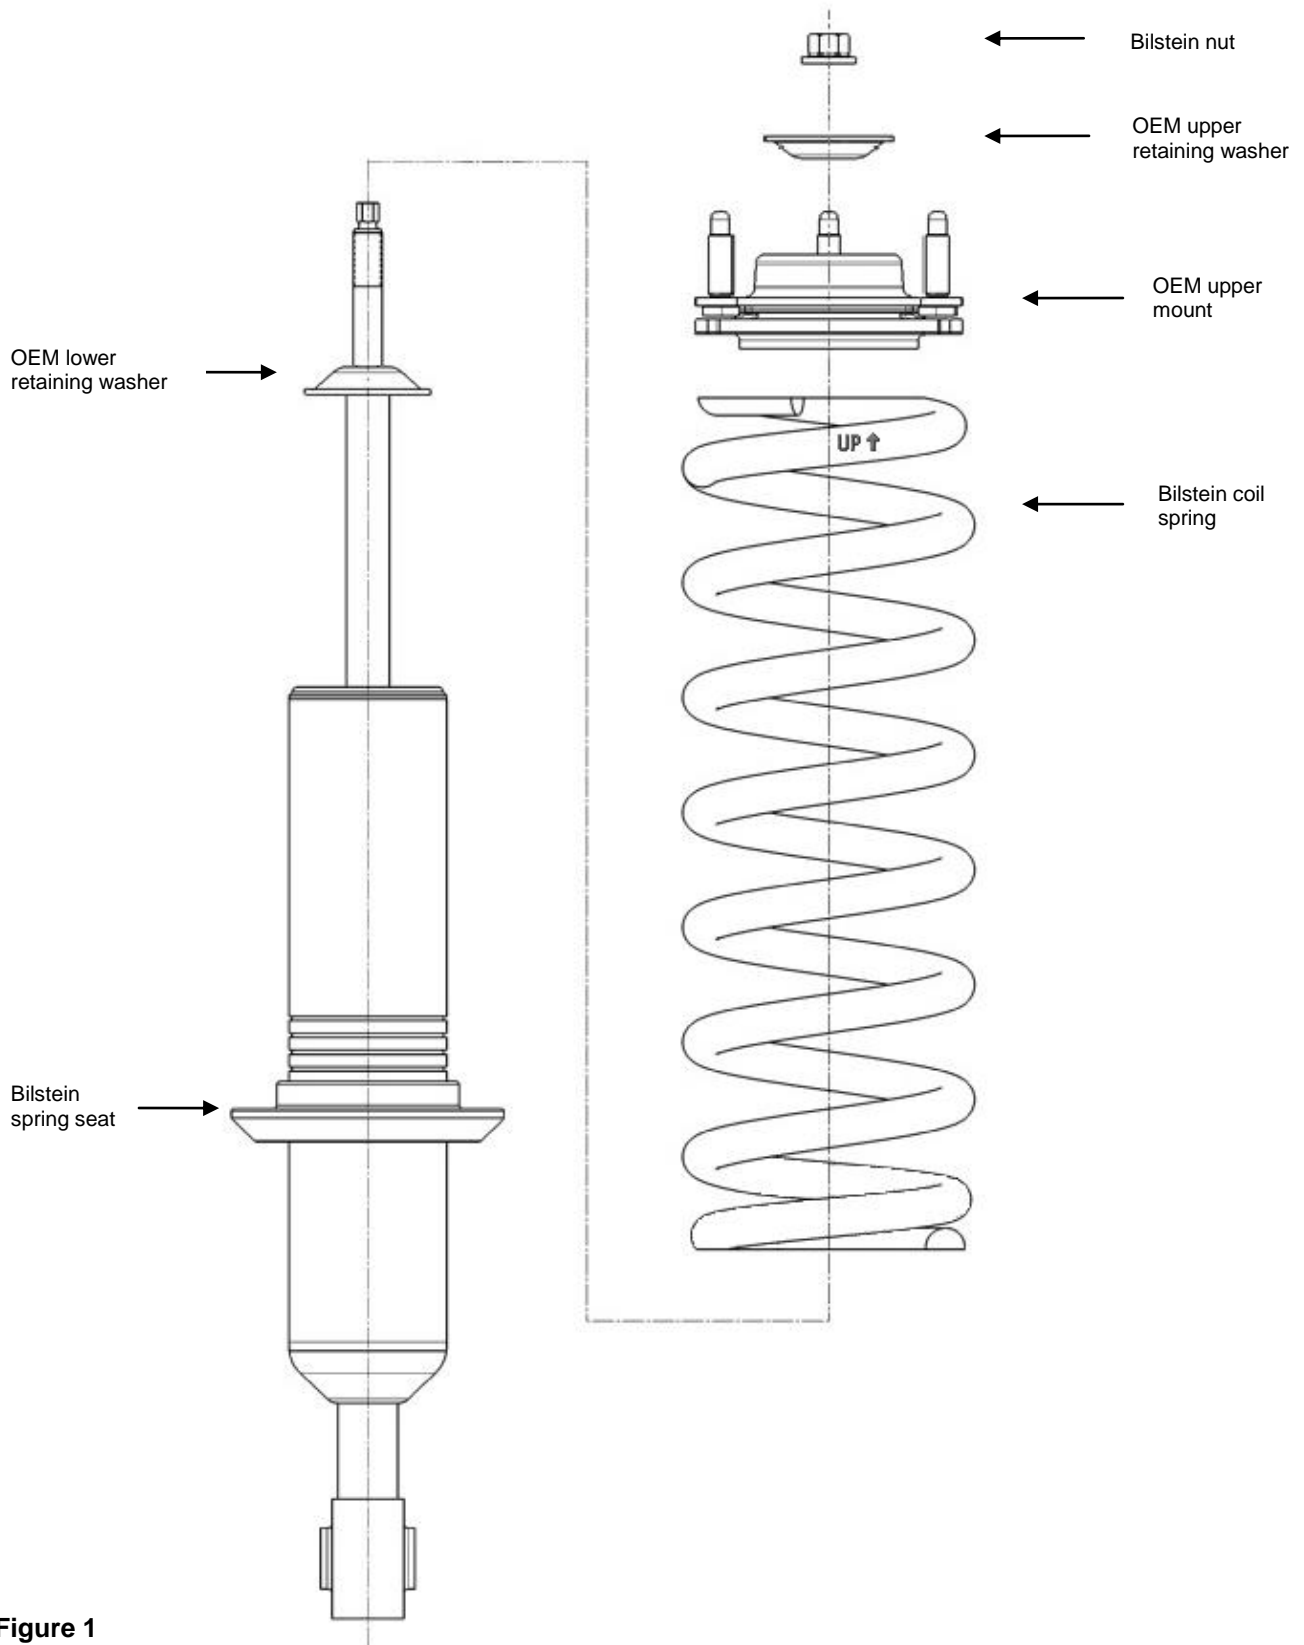 Bilstein nut
OEM upper
retaining washer
OEM upper
mount
OEM lower
retaining washer
UP ↑
Bilstein coil
spring
Bilstein
spring seat
Figure 1